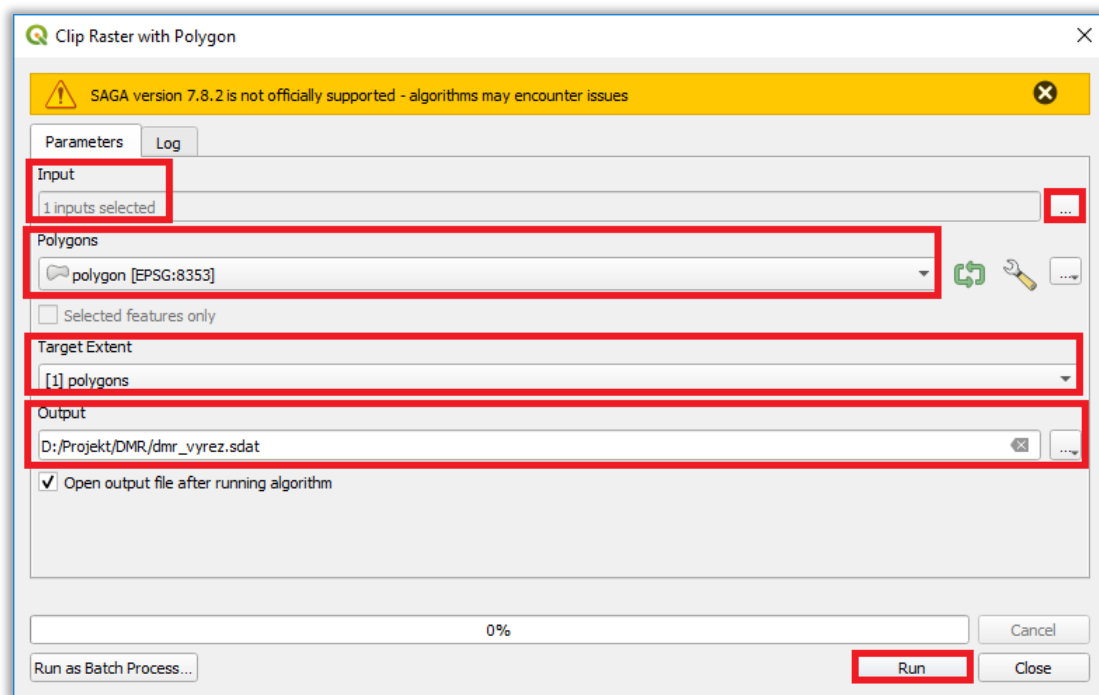 Clip Raster with Polygon
SAGA version 7.8.2 is not officially supported - algorithms may encounter issues
Parameters
Log
Input
1 inputs selected
...
Polygons
polygon [EPSG:8353]
...
Selected features only
Target Extent
[1] polygons
Output
D:/Projekt/DMR/dmr_vyrez.sdat
...
Open output file after running algorithm
0%
Cancel
Run as Batch Process...
Run
Close